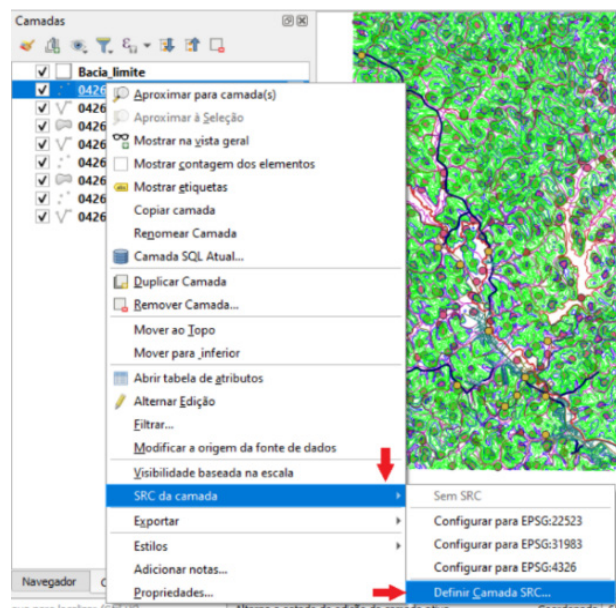 Camadas
Bacia_limite
0426
0426
0426
0426
0426
0426
0426
Aproximar para camada(s)
Aproximar à Seleção
Mostrar na vista geral
Mostrar contagem dos elementos
abc Mostrar etiquetas
Copiar camada
Renomear Camada
Camada SQL Atual...
Duplicar Camada
Remover Camada...
Mover ao Topo
Mover para _inferior
Abrir tabela de atributos
Alternar Edição
Filtrar...
Modificar a origem da fonte de dados
Visibilidade baseada na escala
SRC da camada
Sem SRC
Exportar
Configurar para EPSG:22523
Estilos
Configurar para EPSG:31983
Adicionar notas...
Configurar para EPSG:4326
Navegador
Propriedades...
Definir Camada SRC...